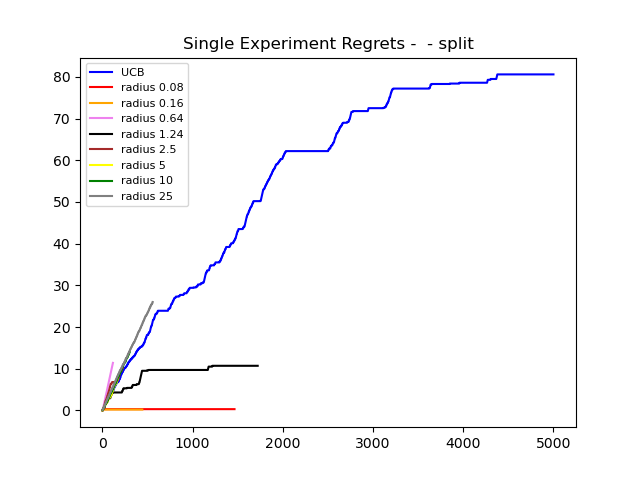 Single Experiment Regrets -  - split
80
70
60
50
40
30
20
10
0
UCB
radius 0.08
radius 0.16
radius 0.64
radius 1.24
radius 2.5
radius 5
radius 10
radius 25
0 1000 2000 3000 4000 5000